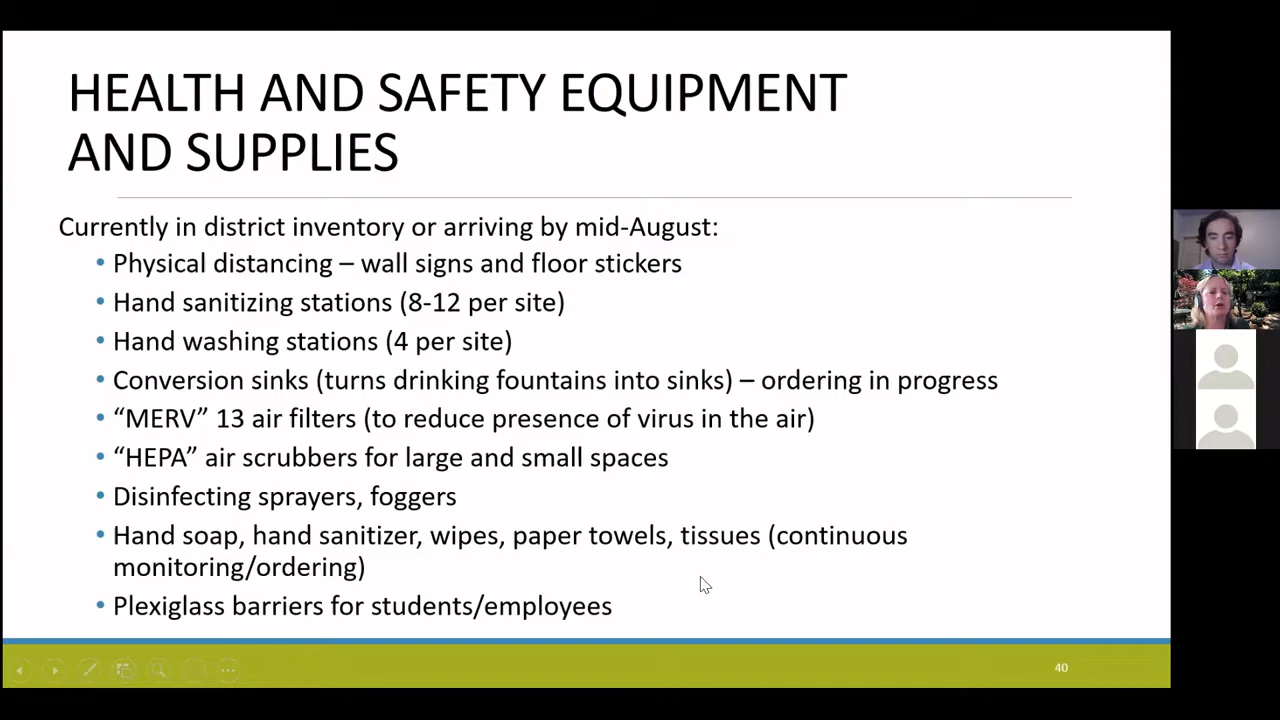 HEALTH AND SAFETY EQUIPMENT
AND SUPPLIES
Currently in district inventory or arriving by mid-August:
• Physical distancing – wall signs and floor stickers
• Hand sanitizing stations (8-12 per site)
• Hand washing stations (4 per site)
• Conversion sinks (turns drinking fountains into sinks) – ordering in progress
• “MERV” 13 air filters (to reduce presence of virus in the air)
• “HEPA” air scrubbers for large and small spaces
• Disinfecting sprayers, foggers
• Hand soap, hand sanitizer, wipes, paper towels, tissues (continuous
monitoring/ordering)
• Plexiglass barriers for students/employees
40